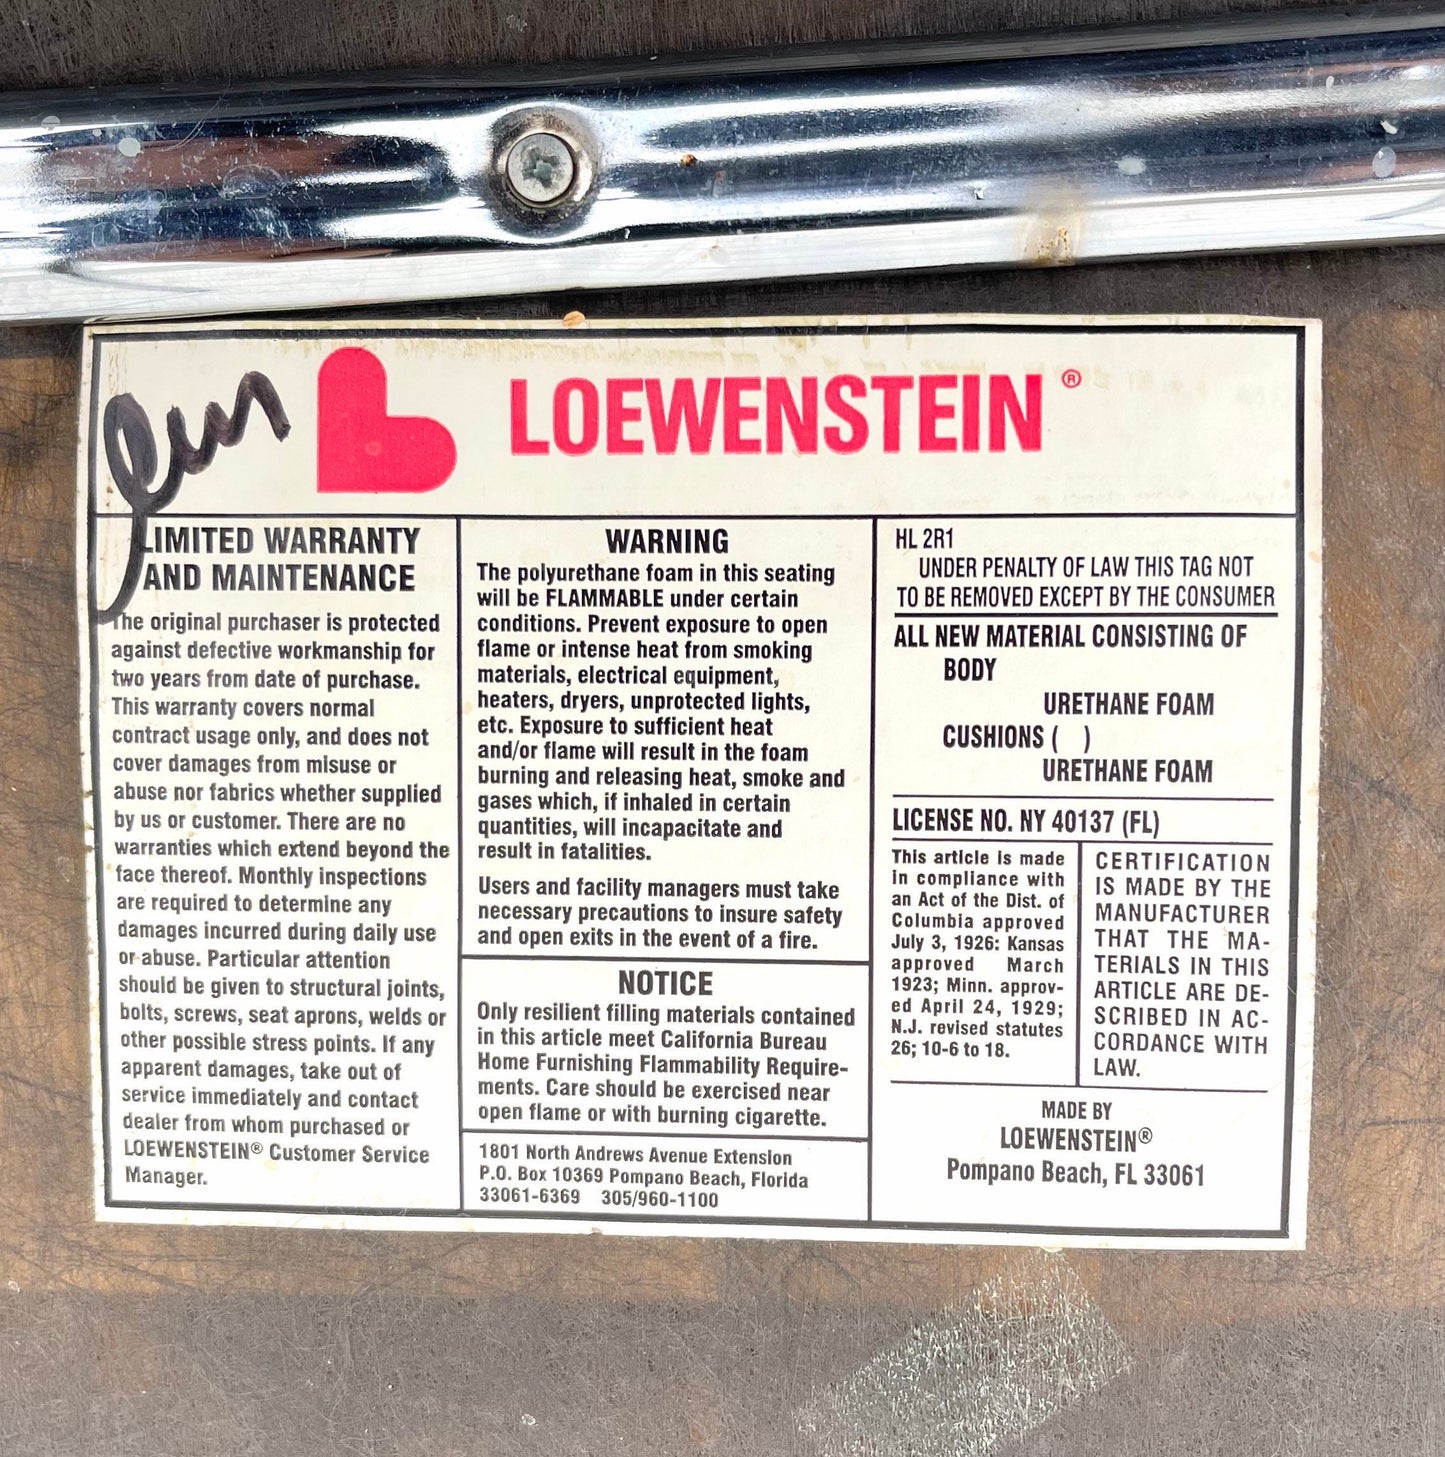 LOEWENSTEIN®
LIMITED WARRANTY
AND MAINTENANCE
The original purchaser is protected
against defective workmanship for
two years from date of purchase.
This warranty covers normal
contract usage only, and does not
cover damages from misuse or
abuse nor fabrics whether supplied
by us or customer. There are no
warranties which extend beyond the
face thereof. Monthly inspections
are required to determine any
damages incurred during daily use
or abuse. Particular attention
should be given to structural joints,
bolts, screws, seat aprons, welds or
other possible stress points. If any
apparent damages, take out of
service immediately and contact
dealer from whom purchased or
LOEWENSTEIN® Customer Service
Manager.
WARNING
The polyurethane foam in this seating
will be FLAMMABLE under certain
conditions. Prevent exposure to open
flame or intense heat from smoking
materials, electrical equipment,
heaters, dryers, unprotected lights,
etc. Exposure to sufficient heat
and/or flame will result in the foam
burning and releasing heat, smoke and
gases which, if inhaled in certain
quantities, will incapacitate and
result in fatalities.
Users and facility managers must take
necessary precautions to insure safety
and open exits in the event of a fire.
NOTICE
Only resilient filling materials contained
in this article meet California Bureau
Home Furnishing Flammability Require-
ments. Care should be exercised near
open flame or with burning cigarette.
1801 North Andrews Avenue Extension
P.O. Box 10369 Pompano Beach, Florida
33061-6369 305/960-1100
HL 2R1
UNDER PENALTY OF LAW THIS TAG NOT
TO BE REMOVED EXCEPT BY THE CONSUMER
ALL NEW MATERIAL CONSISTING OF
BODY
URETHANE FOAM
CUSHIONS ( )
URETHANE FOAM
LICENSE NO. NY 40137 (FL)
This article is made
in compliance with
an Act of the Dist. of
Columbia approved
July 3, 1926: Kansas
approved March
1923; Minn. approv-
ed April 24, 1929;
N.J. revised statutes
26; 10-6 to 18.
CERTIFICATION
IS MADE BY THE
MANUFACTURER
THAT THE MA-
TERIALS IN THIS
ARTICLE ARE DE-
SCRIBED IN AC-
CORDANCE WITH
LAW.
MADE BY
LOEWENSTEIN®
Pompano Beach, FL 33061